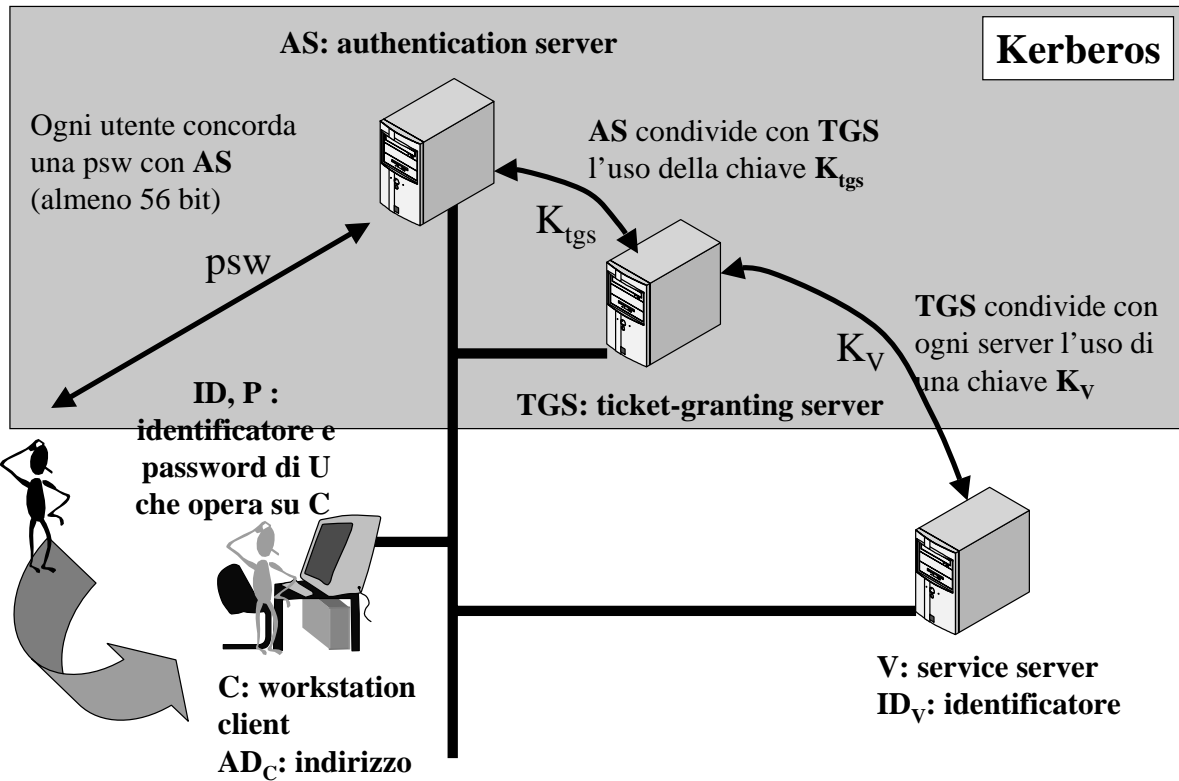 AS: authentication server
Kerberos
Ogni utente concorda
una psw con AS
(almeno 56 bit)
AS condivide con TGS
l’uso della chiave Ktgs
Ktgs
psw
TGS condivide con
ogni server l’uso di
una chiave KV
KV
ID, P :
identificatore e
password di U
che opera su C
TGS: ticket-granting server
C: workstation
client
ADC: indirizzo
V: service server
IDV: identificatore